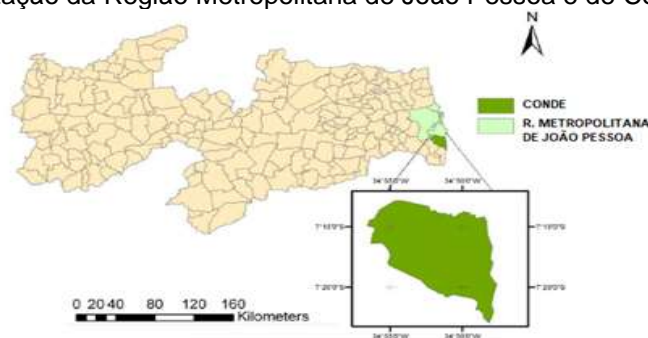 tação da Região Metropolitana de João Pessoa e do Co
N
CONDE
R. METROPOLITANA
DE JOÃO PESSOA
0 20 40 80 120 160
Kilometers